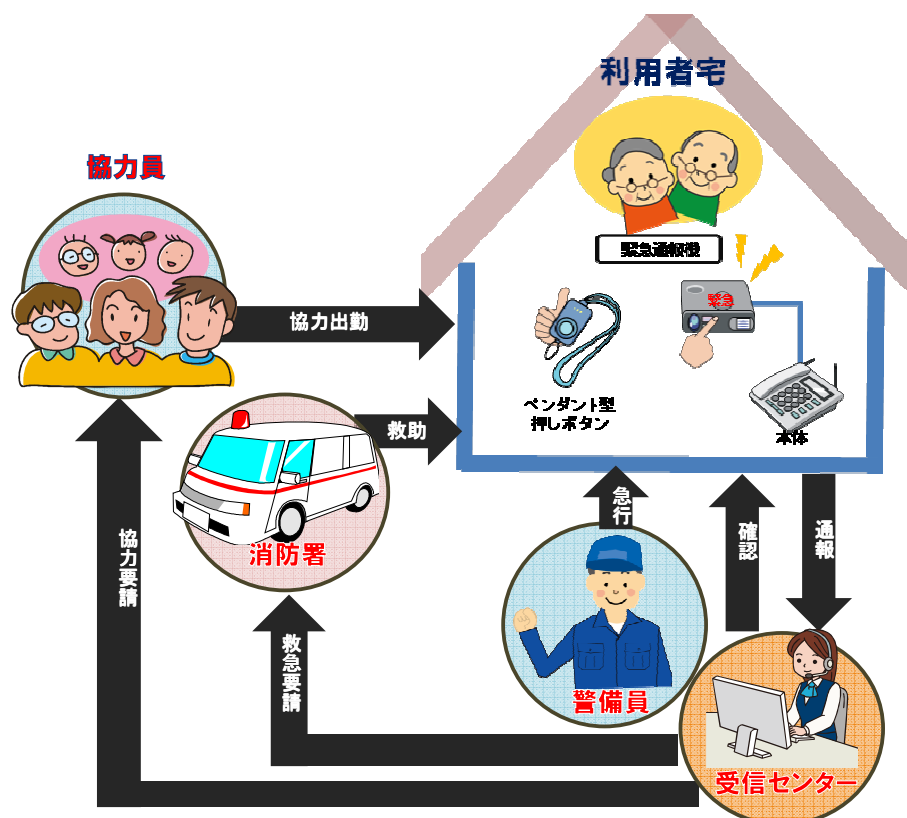 利用者宅
協力員
緊急通報機
緊急
協力出勤
ペンダント型
押しボタン
本体
救助
消防署
急行
確認
通報
協力要請
救急要請
警備員
受信センター